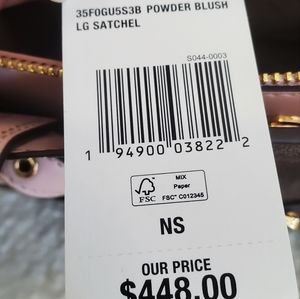 35F0GU5S3B POWDER BLUSH
LG SATCHEL
S044-0003
1 94900 03822 2
FSC
MIX
Paper
FSC® C012345
NS
OUR PRICE
$448.00